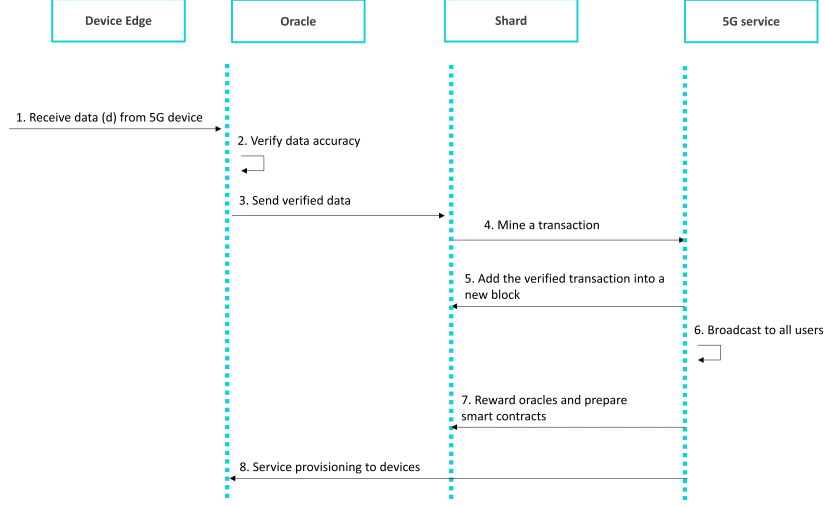 Device Edge
Oracle
Shard
5G service
1. Receive data (d) from 5G device
2. Verify data accuracy
3. Send verified data
4. Mine a transaction
5. Add the verified transaction into a
new block
6. Broadcast to all users
7. Reward oracles and prepare
smart contracts
8. Service provisioning to devices